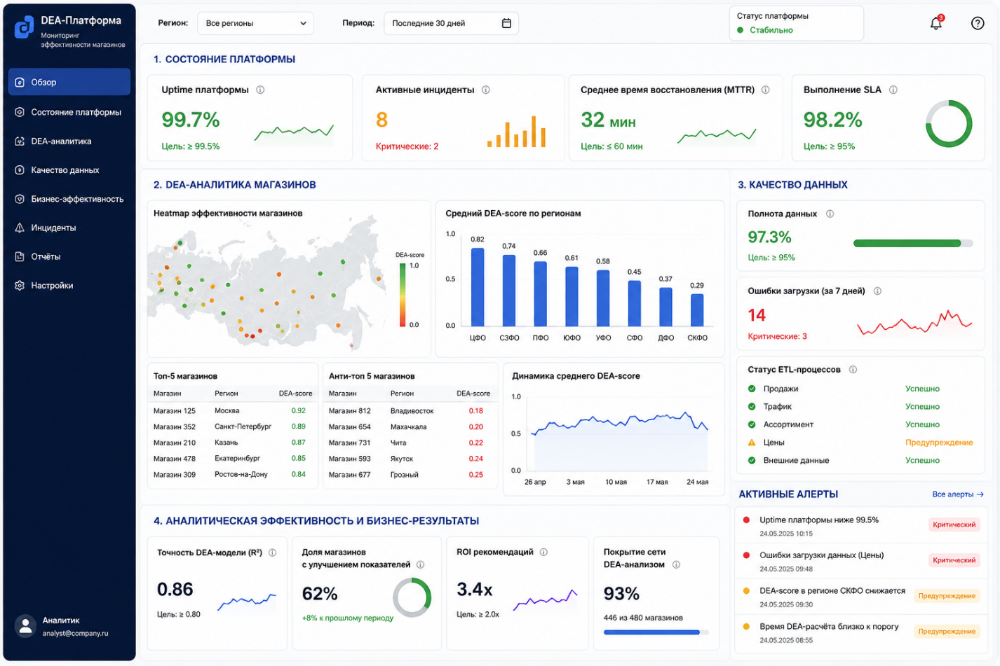 DEA-Платформа
Мониторинг
эффективности магазинов
Обзор
Состояние платформы
DEA-аналитика
Качество данных
Бизнес-эффективность
Инциденты
Отчёты
Настройки
Аналитик
analyst@company.ru
Регион:
Все регионы
Период:
Последние 30 дней
Статус платформы
Стабильно
3
?
1. СОСТОЯНИЕ ПЛАТФОРМЫ
Uptime платформы
99.7%
Цель: ≥ 99.5%
Активные инциденты
8
Критические: 2
Среднее время восстановления (MTTR)
32 мин
Цель: ≤ 60 мин
Выполнение SLA
98.2%
Цель: ≥ 95%
2. DEA-АНАЛИТИКА МАГАЗИНОВ
Heatmap эффективности магазинов
DEA-score
1.0
0.0
Средний DEA-score по регионам
1.0
0.5
0.0
0.82 0.74 0.66 0.61 0.58 0.45 0.37 0.29
ЦФО СЗФО ПФО ЮФО УФО СФО ДФО СКФО
Топ-5 магазинов
Магазин Регион DEA-score
Магазин 125 Москва 0.92
Магазин 352 Санкт-Петербург 0.89
Магазин 210 Казань 0.87
Магазин 478 Екатеринбург 0.85
Магазин 309 Ростов-на-Дону 0.84
Анти-топ 5 магазинов
Магазин Регион DEA-score
Магазин 812 Владивосток 0.18
Магазин 654 Махачкала 0.20
Магазин 731 Чита 0.22
Магазин 593 Якутск 0.24
Магазин 677 Грозный 0.25
Динамика среднего DEA-score
1.0
0.5
0.0
26 апр 3 мая 10 мая 17 мая 24 мая
3. КАЧЕСТВО ДАННЫХ
Полнота данных
97.3%
Цель: ≥ 95%
Ошибки загрузки (за 7 дней)
14
Критические: 3
Статус ETL-процессов
Продажи Успешно
Трафик Успешно
Ассортимент Успешно
Цены Предупреждение
Внешние данные Успешно
АКТИВНЫЕ АЛЕРТЫ
Все алерты →
Uptime платформы ниже 99.5%
24.05.2025 10:15
Критический
Ошибки загрузки данных (Цены)
24.05.2025 09:48
Критический
DEA-score в регионе СКФО снижается
24.05.2025 09:30
Предупреждение
Время DEA-расчёта близко к порогу
24.05.2025 08:55
Предупреждение
4. АНАЛИТИЧЕСКАЯ ЭФФЕКТИВНОСТЬ И БИЗНЕС-РЕЗУЛЬТАТЫ
Точность DEA-модели (R²)
0.86
Цель: ≥ 0.80
Доля магазинов
с улучшением показателей
62%
+8% к прошлому периоду
ROI рекомендаций
3.4x
Цель: ≥ 2.0x
Покрытие сети
DEA-анализом
93%
446 из 480 магазинов